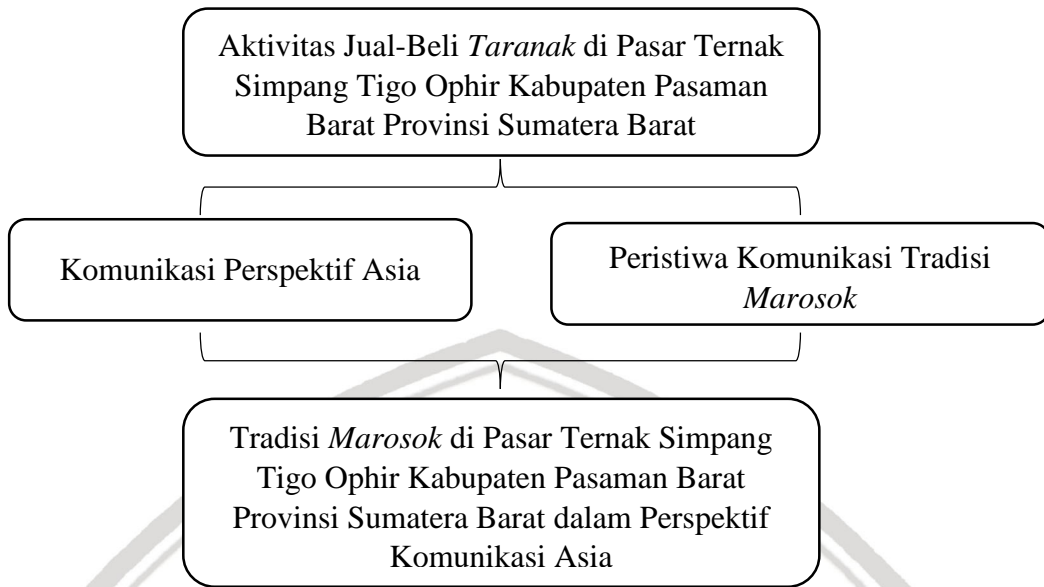 Aktivitas Jual-Beli Taranak di Pasar Ternak
Simpang Tigo Ophir Kabupaten Pasaman
Barat Provinsi Sumatera Barat
Komunikasi Perspektif Asia
Peristiwa Komunikasi Tradisi
Marosok
Tradisi Marosok di Pasar Ternak Simpang
Tigo Ophir Kabupaten Pasaman Barat
Provinsi Sumatera Barat dalam Perspektif
Komunikasi Asia